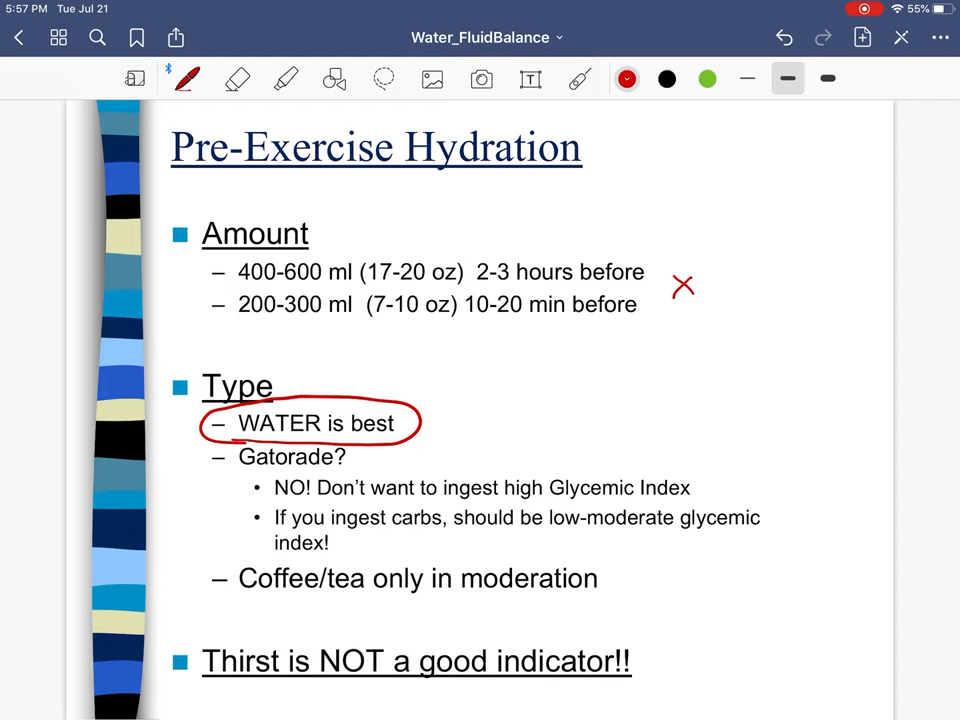 5:57 PM Tue Jul 21
55%
Water_FluidBalance
T
Pre-Exercise Hydration
Amount
– 400-600 ml (17-20 oz) 2-3 hours before
– 200-300 ml (7-10 oz) 10-20 min before
Type
– WATER is best
– Gatorade?
• NO! Don't want to ingest high Glycemic Index
• If you ingest carbs, should be low-moderate glycemic
index!
– Coffee/tea only in moderation
Thirst is NOT a good indicator!!